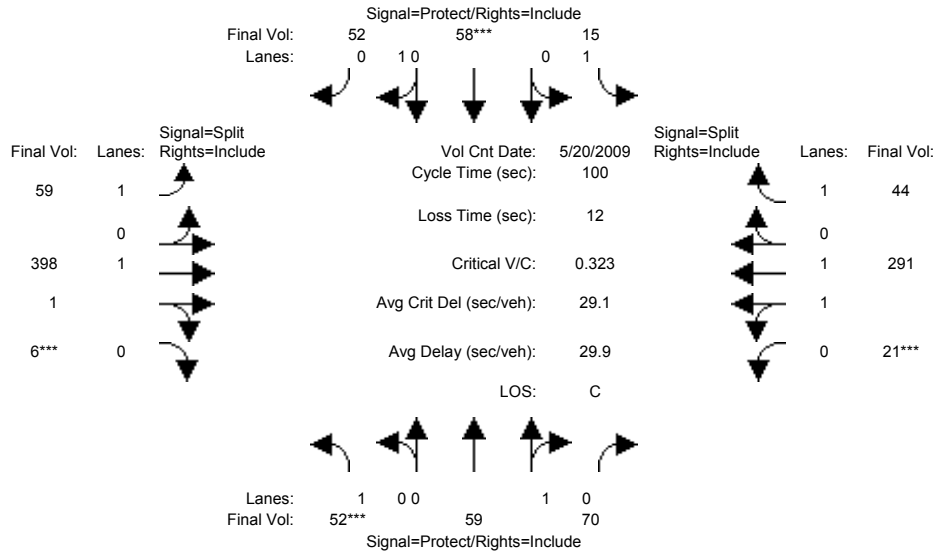 Signal=Protect/Rights=Include
Final Vol: 52 58*** 15
Lanes: 0 1 0 0 1
Signal=Split
Final Vol: Lanes: Rights=Include
Vol Cnt Date: 5/20/2009
Signal=Split
Rights=Include Lanes: Final Vol:
Cycle Time (sec): 100
59 1
1 44
Loss Time (sec): 12
0
0
398 1
Critical V/C: 0.323
1 291
1
Avg Crit Del (sec/veh): 29.1
1
6*** 0
Avg Delay (sec/veh): 29.9
0 21***
LOS: C
Lanes: 1 0 0 1 0
Final Vol: 52*** 59 70
Signal=Protect/Rights=Include